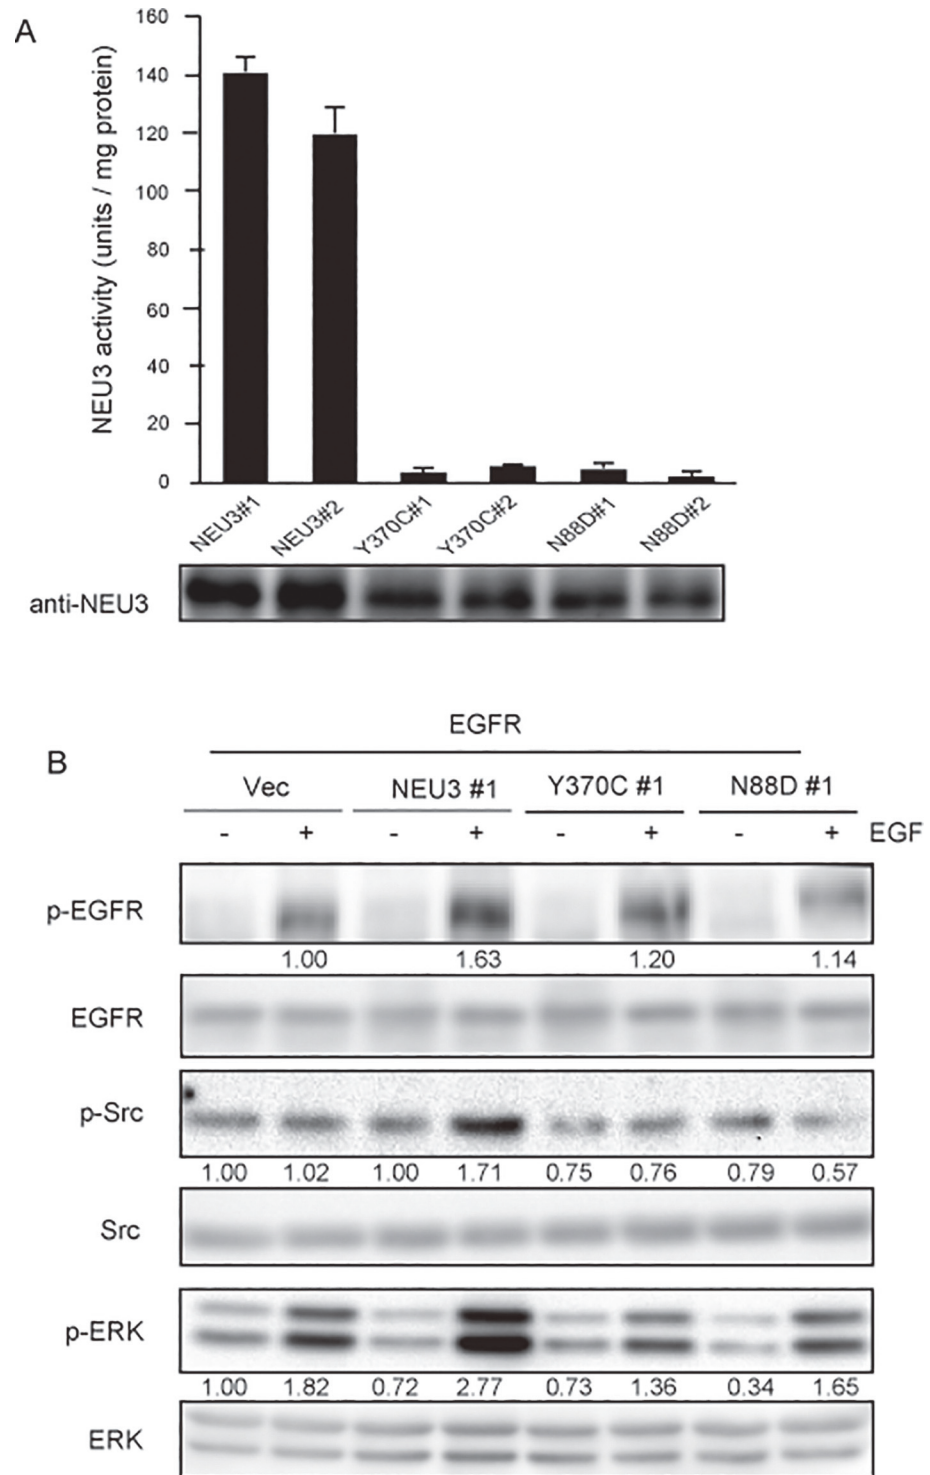 A
NEU3 activity (units / mg protein)
160
140
120
100
80
60
40
20
0
NEU3#1 NEU3#2 Y370C#1 Y370C#2 N88D#1 N88D#2
anti-NEU3
EGFR
B
Vec NEU3 #1 Y370C #1 N88D #1
- + - + - + - + EGF
p-EGFR
1.00 1.63 1.20 1.14
EGFR
p-Src
1.00 1.02 1.00 1.71 0.75 0.76 0.79 0.57
Src
p-ERK
1.00 1.82 0.72 2.77 0.73 1.36 0.34 1.65
ERK